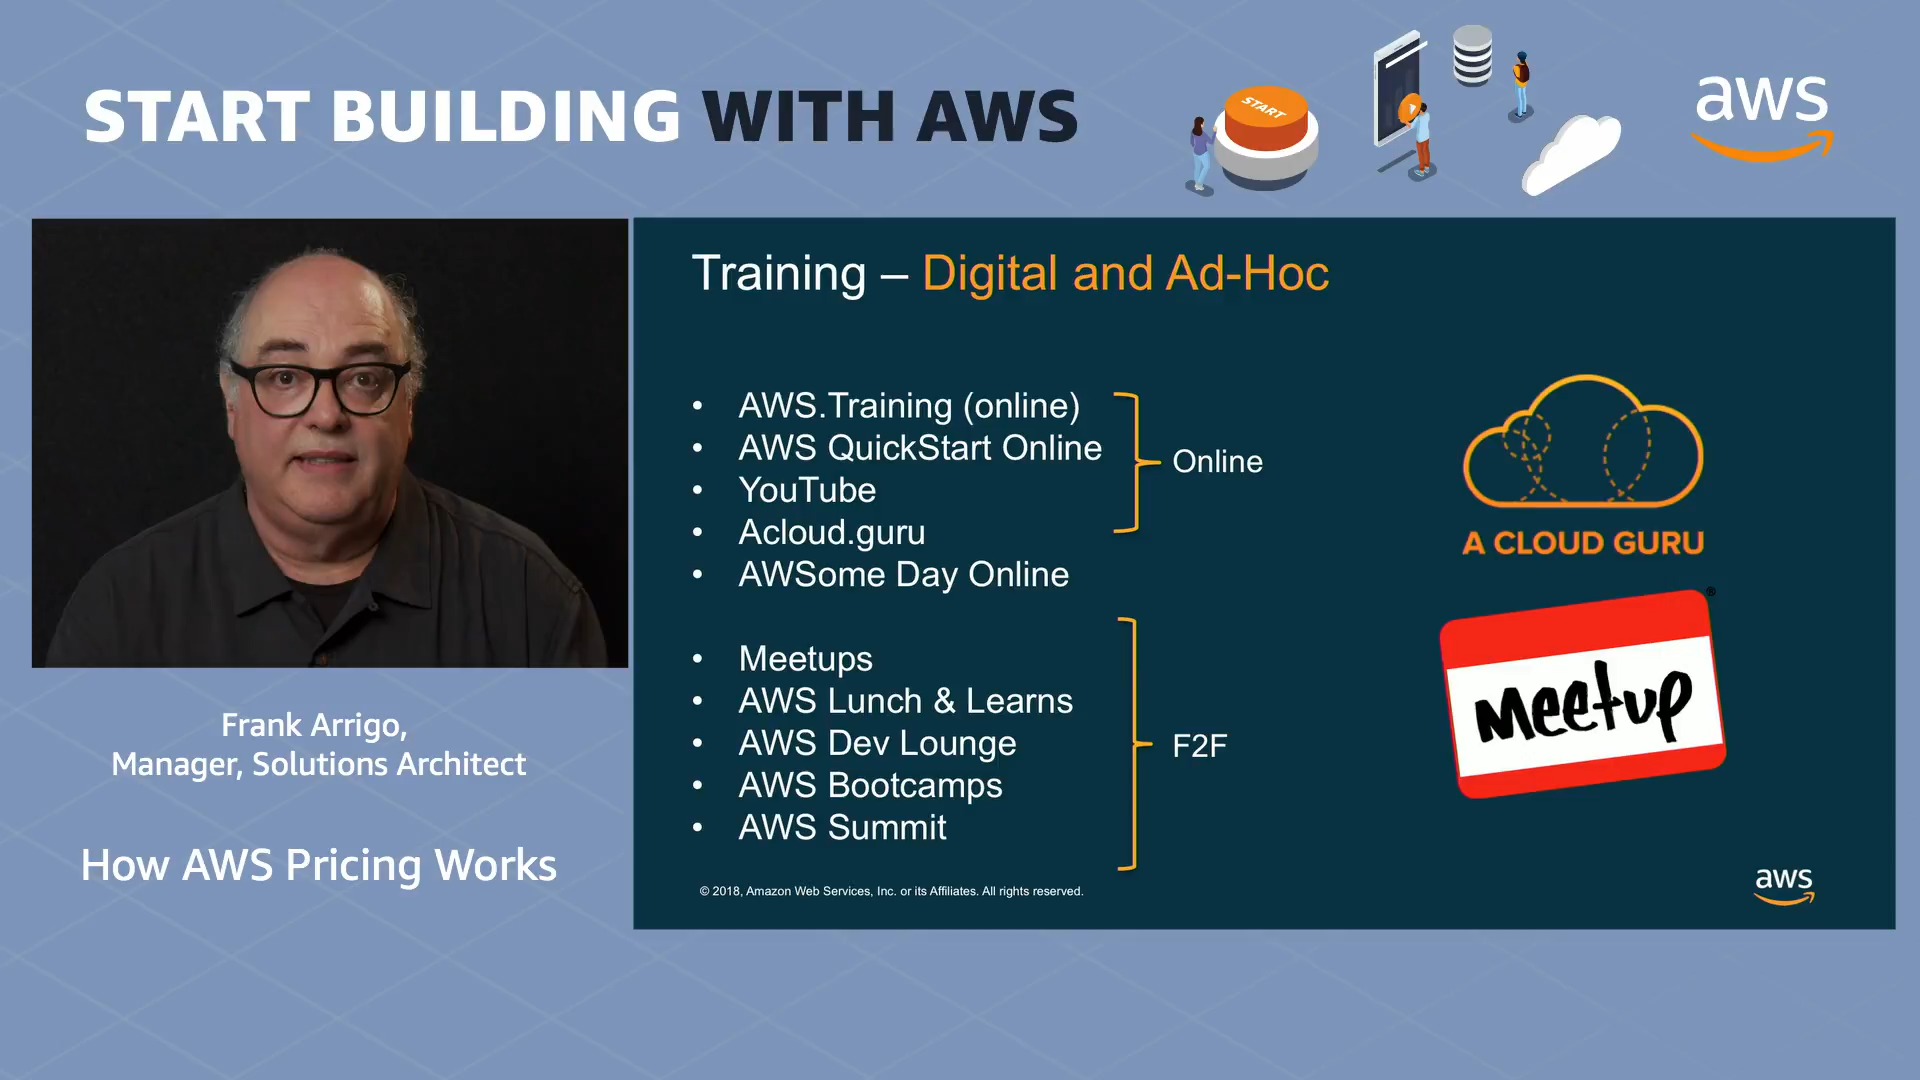 START BUILDING WITH AWS
START
aws
Training – Digital and Ad-Hoc
• AWS.Training (online)
• AWS QuickStart Online
• YouTube
• Acloud.guru
• AWSome Day Online
Online
• Meetups
• AWS Lunch & Learns
• AWS Dev Lounge
• AWS Bootcamps
• AWS Summit
F2F
A CLOUD GURU
Meetup®
© 2018, Amazon Web Services, Inc. or its Affiliates. All rights reserved.
aws
Frank Arrigo,
Manager, Solutions Architect
How AWS Pricing Works